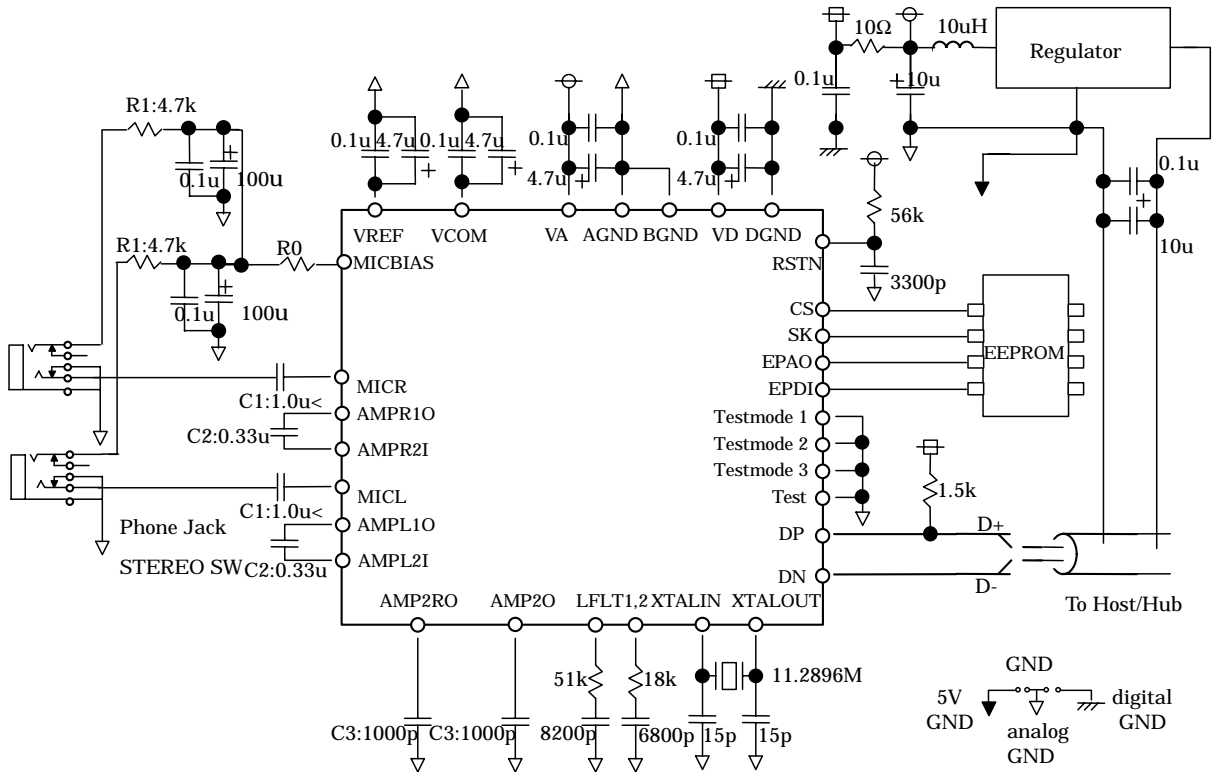 10Ω
10uH
Regulator
0.1u
+10u
R1:4.7k
0.1u
+
100u
0.1u
4.7u
+
0.1u
4.7u
+
0.1u
4.7u
+
0.1u
4.7u
+
0.1u
+
10u
56k
3300p
VREF
VCOM
VA
AGND
BGND
VD
DGND
RSTN
R1:4.7k
R0
MICBIAS
0.1u
+
100u
CS
SK
EPAO
EPDI
EEPROM
MICR
C1:1.0u<
AMPR1O
C2:0.33u
AMPR2I
Testmode 1
Testmode 2
Testmode 3
Test
1.5k
MICL
C1:1.0u<
Phone Jack
AMPL1O
STEREO SW
C2:0.33u
AMPL2I
DP
D+
DN
D-
To Host/Hub
AMP2RO
AMP2O
LFLT1,2
XTALIN
XTALOUT
51k
18k
11.2896M
C3:1000p
C3:1000p
8200p
6800p
15p
15p
GND
5V
GND
analog
GND
digital
GND